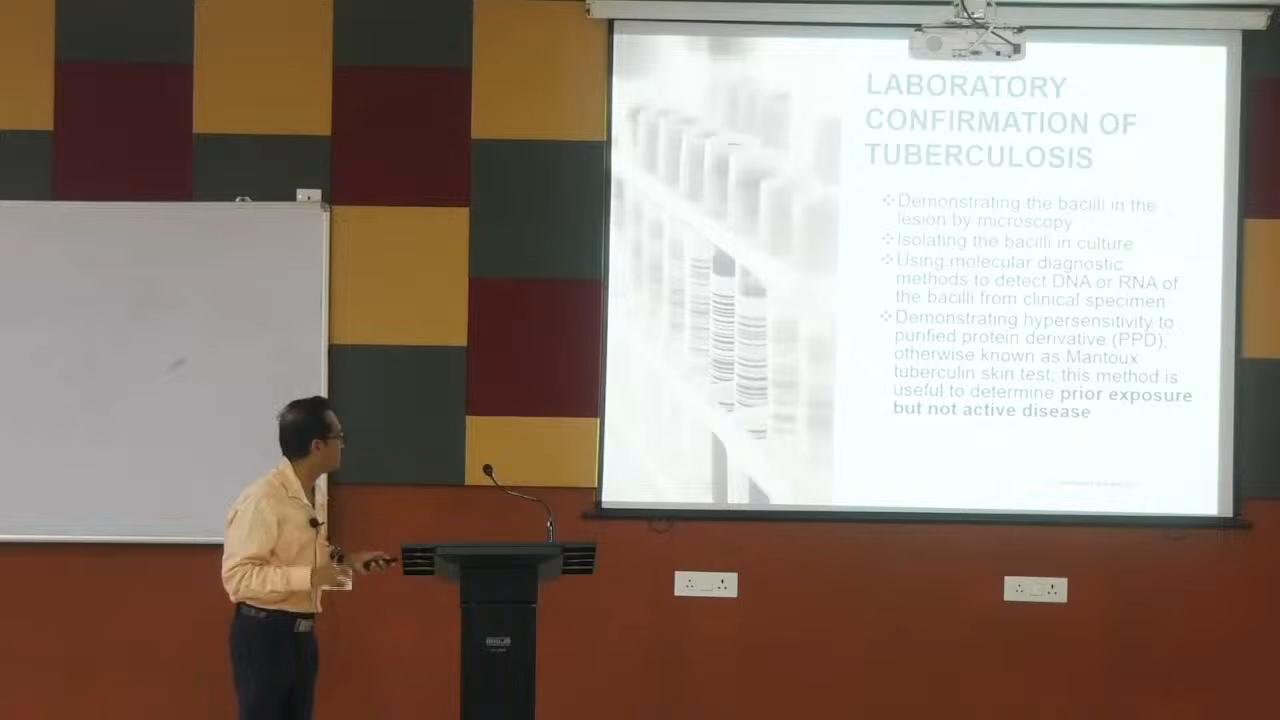 LABORATORY
CONFIRMATION OF
TUBERCULOSIS
Demonstrating the bacilli in the
lesion by microscopy
Isolating the bacilli in culture
Using molecular diagnostic
methods to detect DNA or RNA of
the bacilli from clinical specimen
Demonstrating hypersensitivity to
purified protein derivative (PPD),
otherwise known as Mantoux
tuberculin skin test; this method is
useful to determine prior exposure
but not active disease